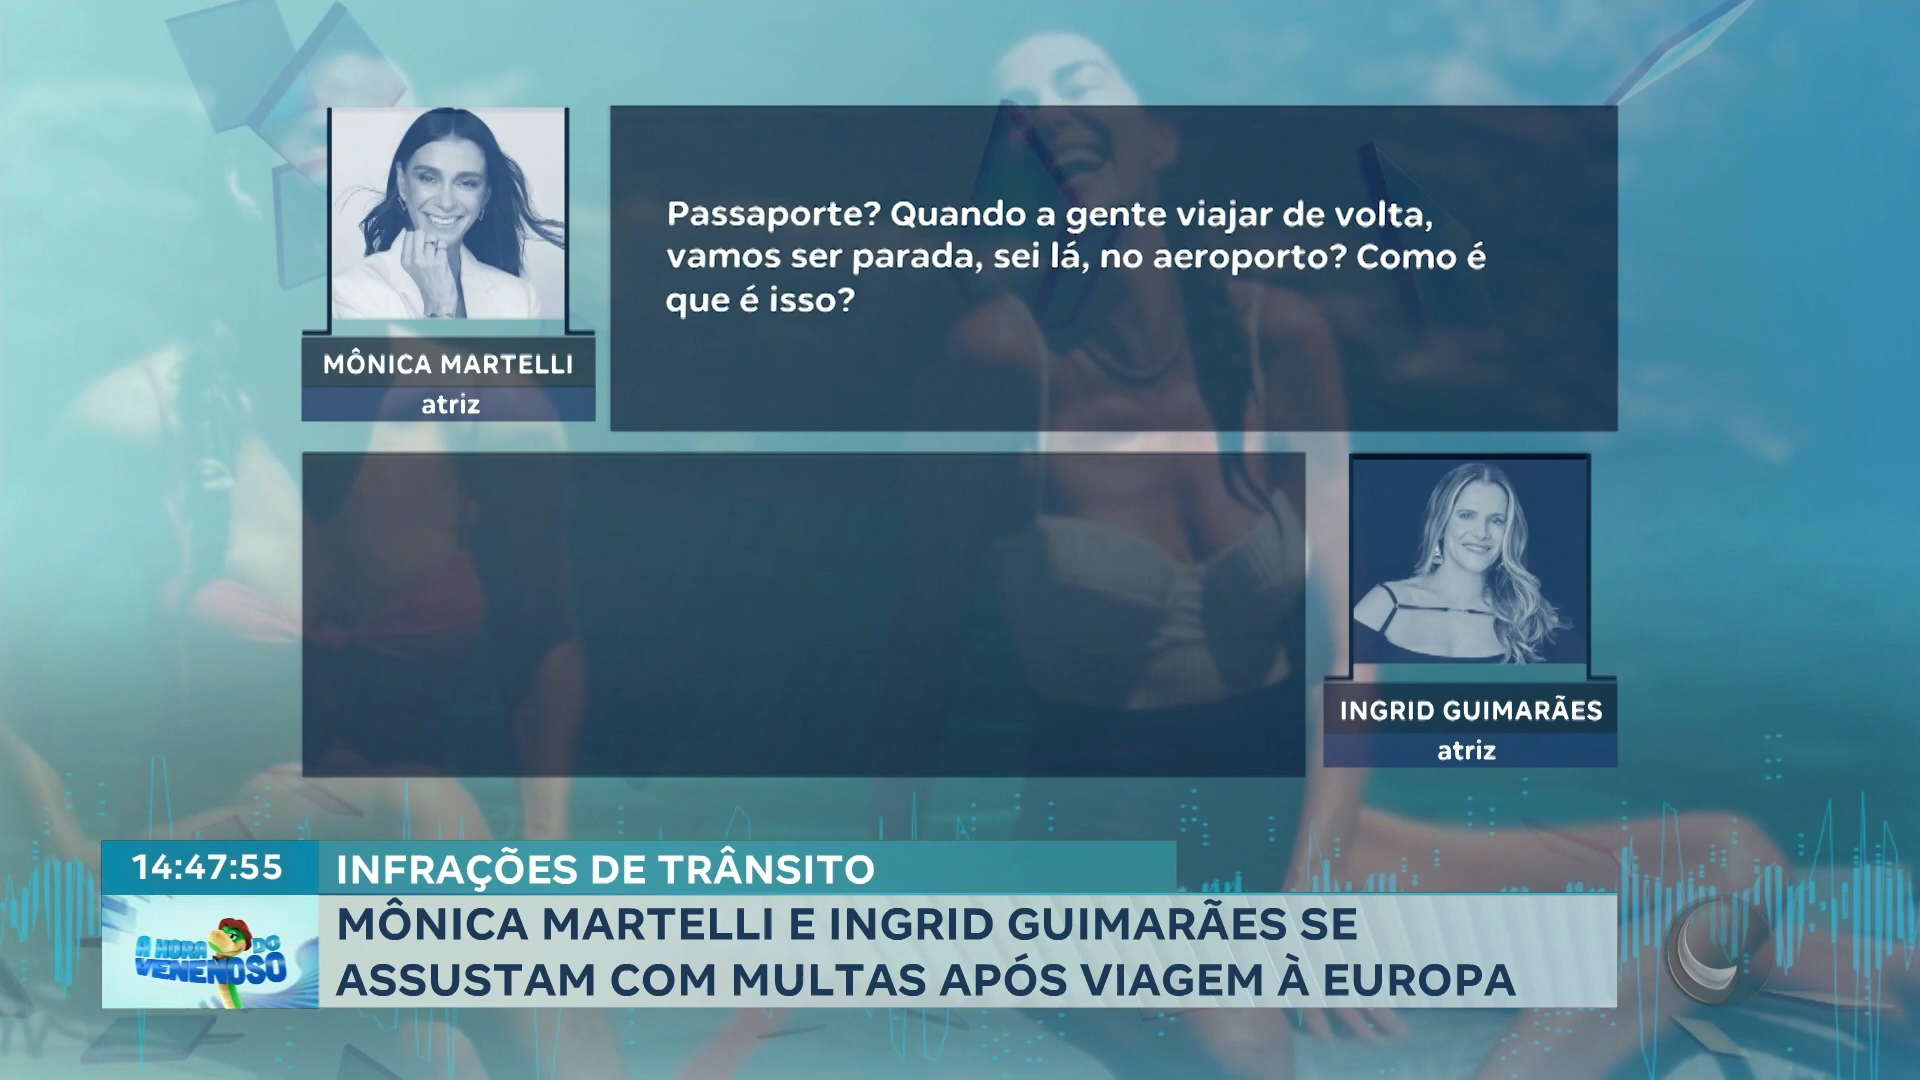 Passaporte? Quando a gente viajar de volta,
vamos ser parada, sei lá, no aeroporto? Como é
que é isso?
MÔNICA MARTELLI
atriz
INGRID GUIMARÃES
atriz
14:47:55
INFRAÇÕES DE TRÂNSITO
A HORA DO
VENENOSO
MÔNICA MARTELLI E INGRID GUIMARÃES SE
ASSUSTAM COM MULTAS APÓS VIAGEM À EUROPA